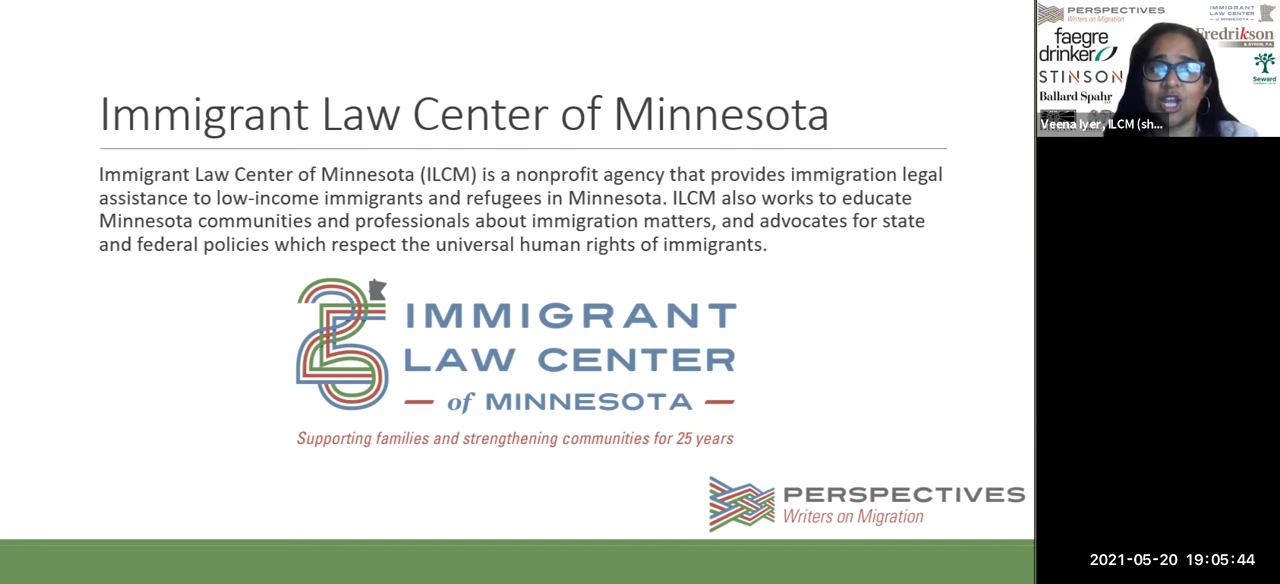 Immigrant Law Center of Minnesota
Immigrant Law Center of Minnesota (ILCM) is a nonprofit agency that provides immigration legal
assistance to low-income immigrants and refugees in Minnesota. ILCM also works to educate
Minnesota communities and professionals about immigration matters, and advocates for state
and federal policies which respect the universal human rights of immigrants.
25
IMMIGRANT
LAW CENTER
of MINNESOTA
Supporting families and strengthening communities for 25 years
PERSPECTIVES
Writers on Migration
PERSPECTIVES
Writers on Migration
IMMIGRANT
LAW CENTER
of MINNESOTA
faegre
drinker
Fredrikson
& BYRON, P.A.
STINSON
Seward
Ballard Spahr
LLP
Veena Iyer, ILCM (sh...
2021-05-20 19:05:44